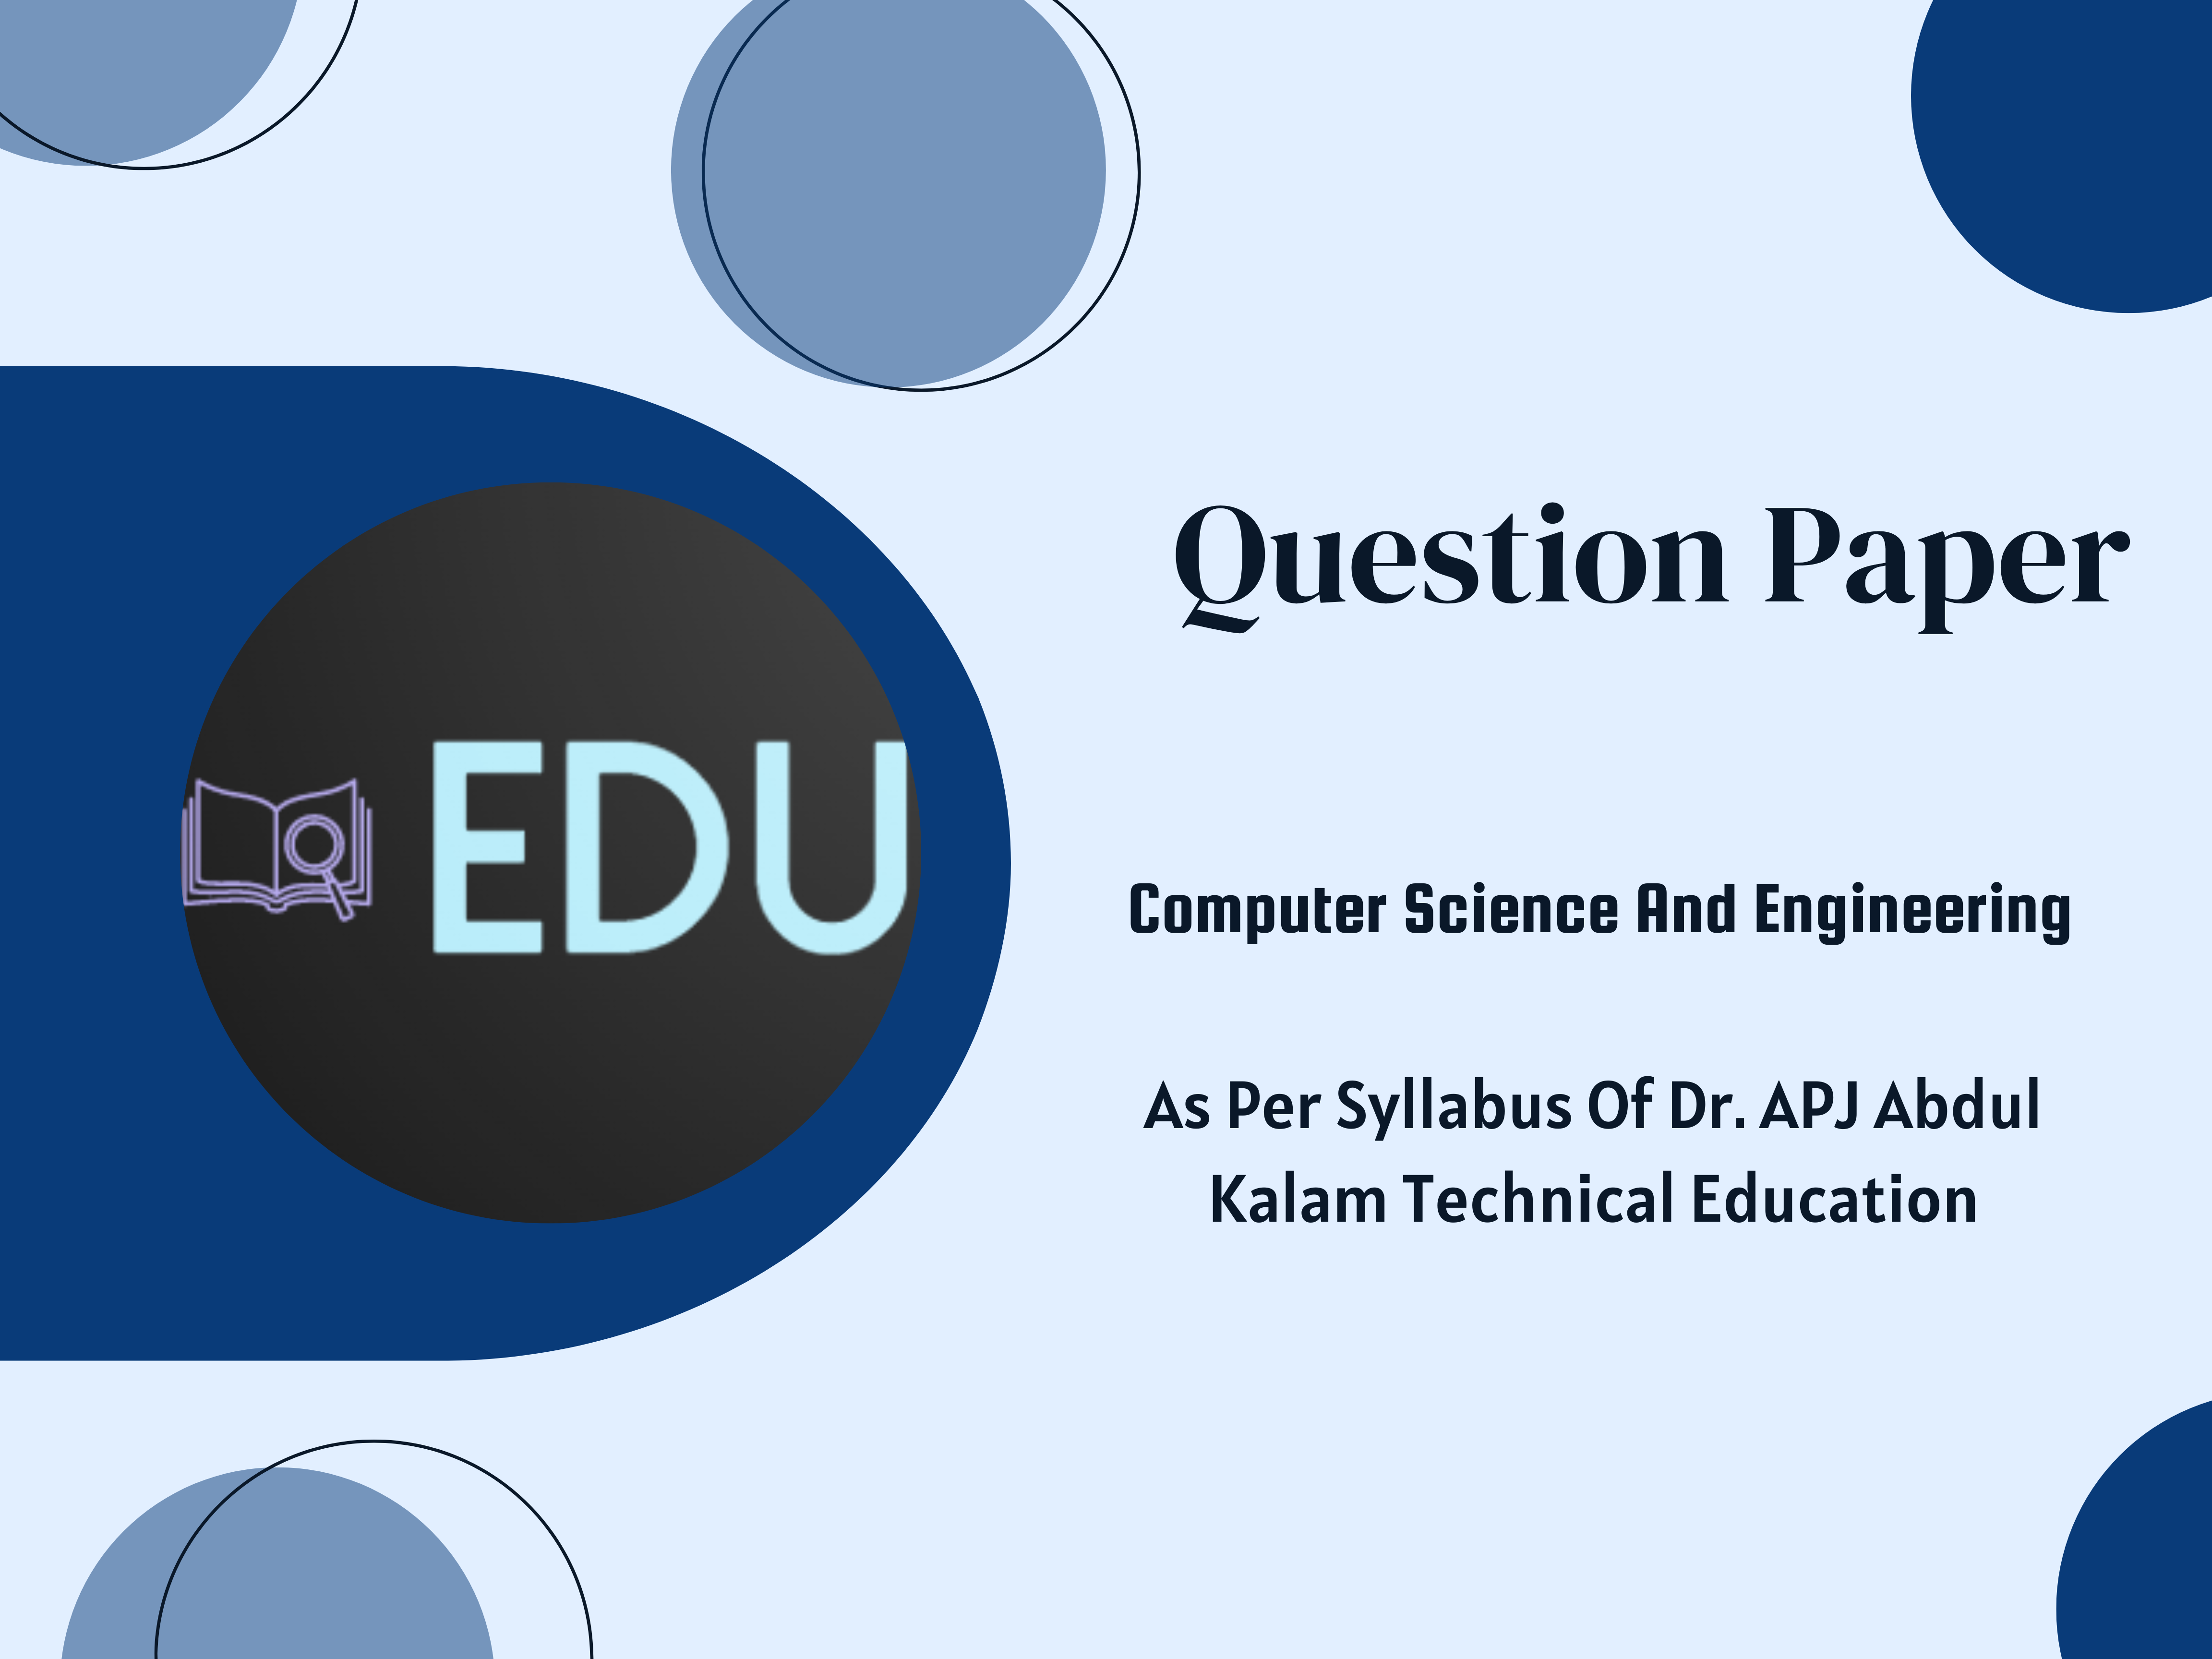 Question Paper
EDU
Computer Science And Engineering
As Per Syllabus Of Dr. APJ Abdul
Kalam Technical Education